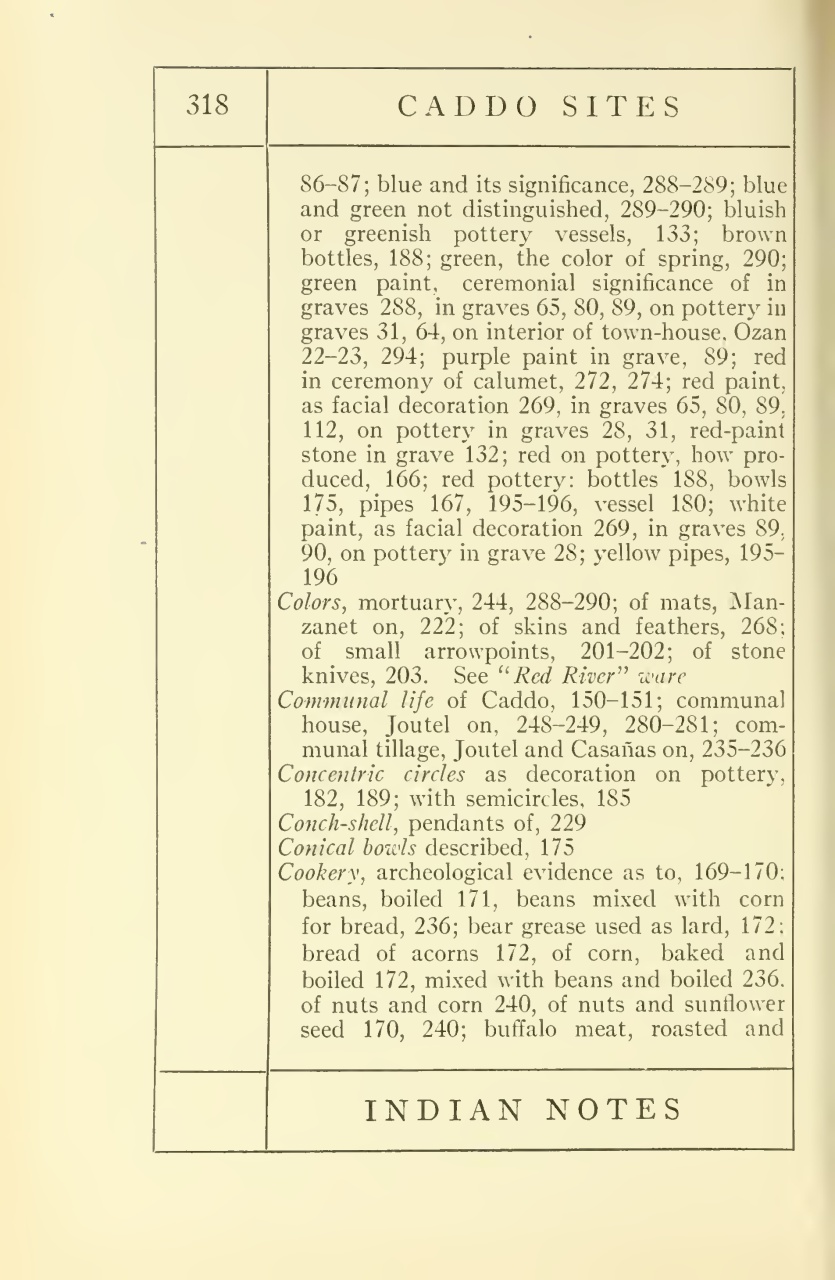 318
CADDO SITES
86–87; blue and its significance, 288–289; blue
and green not distinguished, 289–290; bluish
or greenish pottery vessels, 133; brown
bottles, 188; green, the color of spring, 290;
green paint, ceremonial significance of in
graves 288, in graves 65, 80, 89, on pottery in
graves 31, 64, on interior of town-house, Ozan
22–23, 294; purple paint in grave, 89; red
in ceremony of calumet, 272, 274; red paint,
as facial decoration 269, in graves 65, 80, 89,
112, on pottery in graves 28, 31, red-paint
stone in grave 132; red on pottery, how pro-
duced, 166; red pottery: bottles 188, bowls
175, pipes 167, 195–196, vessel 180; white
paint, as facial decoration 269, in graves 89,
90, on pottery in grave 28; yellow pipes, 195–
196
Colors, mortuary, 244, 288–290; of mats, Man-
zanet on, 222; of skins and feathers, 268;
of small arrowpoints, 201–202; of stone
knives, 203. See "Red River" ware
Communal life of Caddo, 150–151; communal
house, Joutel on, 248–249, 280–281; com-
munal tillage, Joutel and Casañas on, 235–236
Concentric circles as decoration on pottery,
182, 189; with semicircles, 185
Conch-shell, pendants of, 229
Conical bowls described, 175
Cookery, archeological evidence as to, 169–170;
beans, boiled 171, beans mixed with corn
for bread, 236; bear grease used as lard, 172;
bread of acorns 172, of corn, baked and
boiled 172, mixed with beans and boiled 236,
of nuts and corn 240, of nuts and sunflower
seed 170, 240; buffalo meat, roasted and
INDIAN NOTES